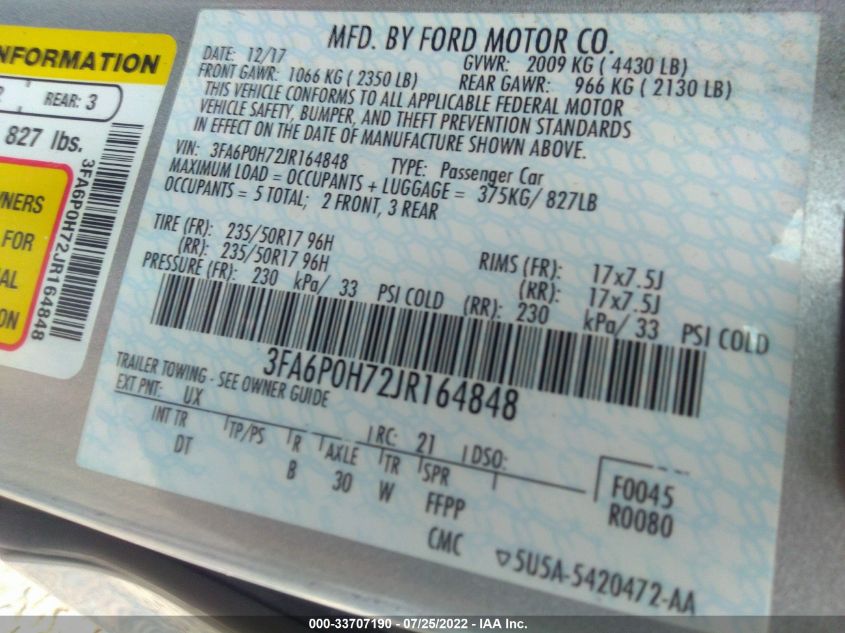 INFORMATION
REAR: 3
827 lbs.
3FA6P0H72JR164848
FOR
ON
MFD. BY FORD MOTOR CO.
DATE: 12/17 GVWR: 2009 KG ( 4430 LB)
FRONT GAWR: 1066 KG ( 2350 LB) REAR GAWR: 966 KG ( 2130 LB)
THIS VEHICLE CONFORMS TO ALL APPLICABLE FEDERAL MOTOR
VEHICLE SAFETY, BUMPER, AND THEFT PREVENTION STANDARDS
IN EFFECT ON THE DATE OF MANUFACTURE SHOWN ABOVE.
VIN: 3FA6P0H72JR164848 TYPE: Passenger Car
MAXIMUM LOAD = OCCUPANTS + LUGGAGE = 375KG/ 827LB
OCCUPANTS = 5 TOTAL; 2 FRONT, 3 REAR
TIRE (FR): 235/50R17 96H RIMS (FR): 17x7.5J
(RR): 235/50R17 96H (RR): 17x7.5J
PRESSURE (FR): 230 kPa/ 33 PSI COLD (RR): 230 kPa/ 33 PSI COLD
3FA6P0H72JR164848
TRAILER TOWING - SEE OWNER GUIDE
EXT PNT: UX RC: 21 DSO:
INT TR TP/PS R AXLE TR SPR F0045
DT B 30 W FFPP R0080
CMC 5U5A-5420472-AA
000-33707190 - 07/25/2022 - IAA Inc.